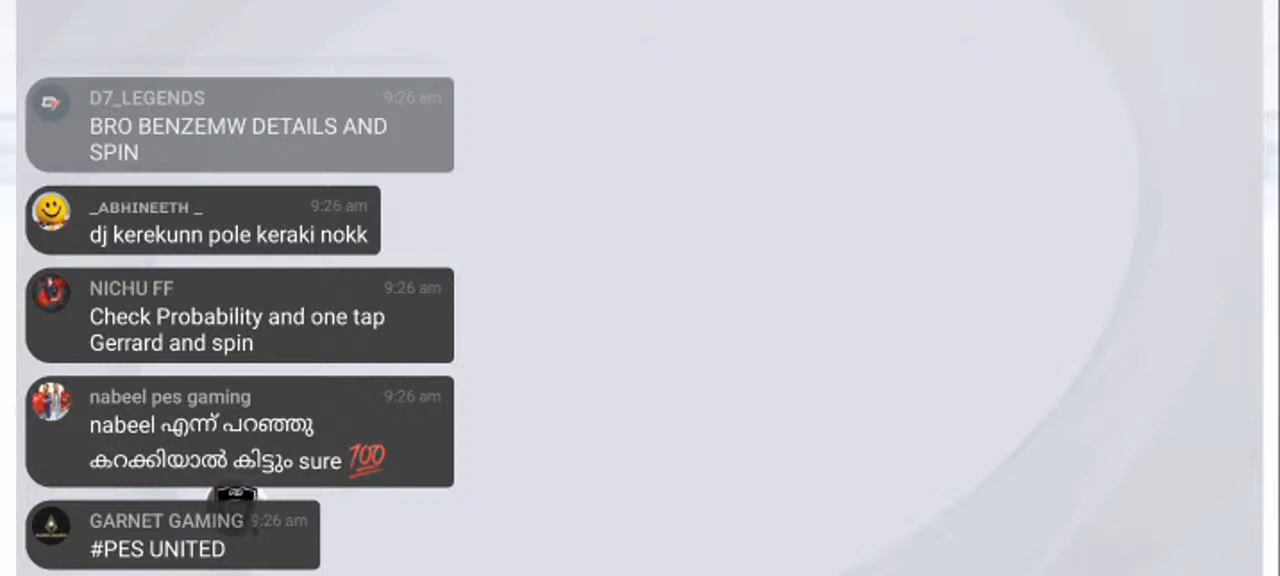 D7_LEGENDS 9:26 am
BRO BENZEMW DETAILS AND
SPIN
_ABHINEETH _ 9:26 am
dj kerekunn pole keraki nokk
NICHU FF 9:26 am
Check Probability and one tap
Gerrard and spin
nabeel pes gaming 9:26 am
nabeel എന്ന് പറഞ്ഞു
കറക്കിയാൽ കിട്ടും sure 💯
GARNET GAMING 9:26 am
#PES UNITED